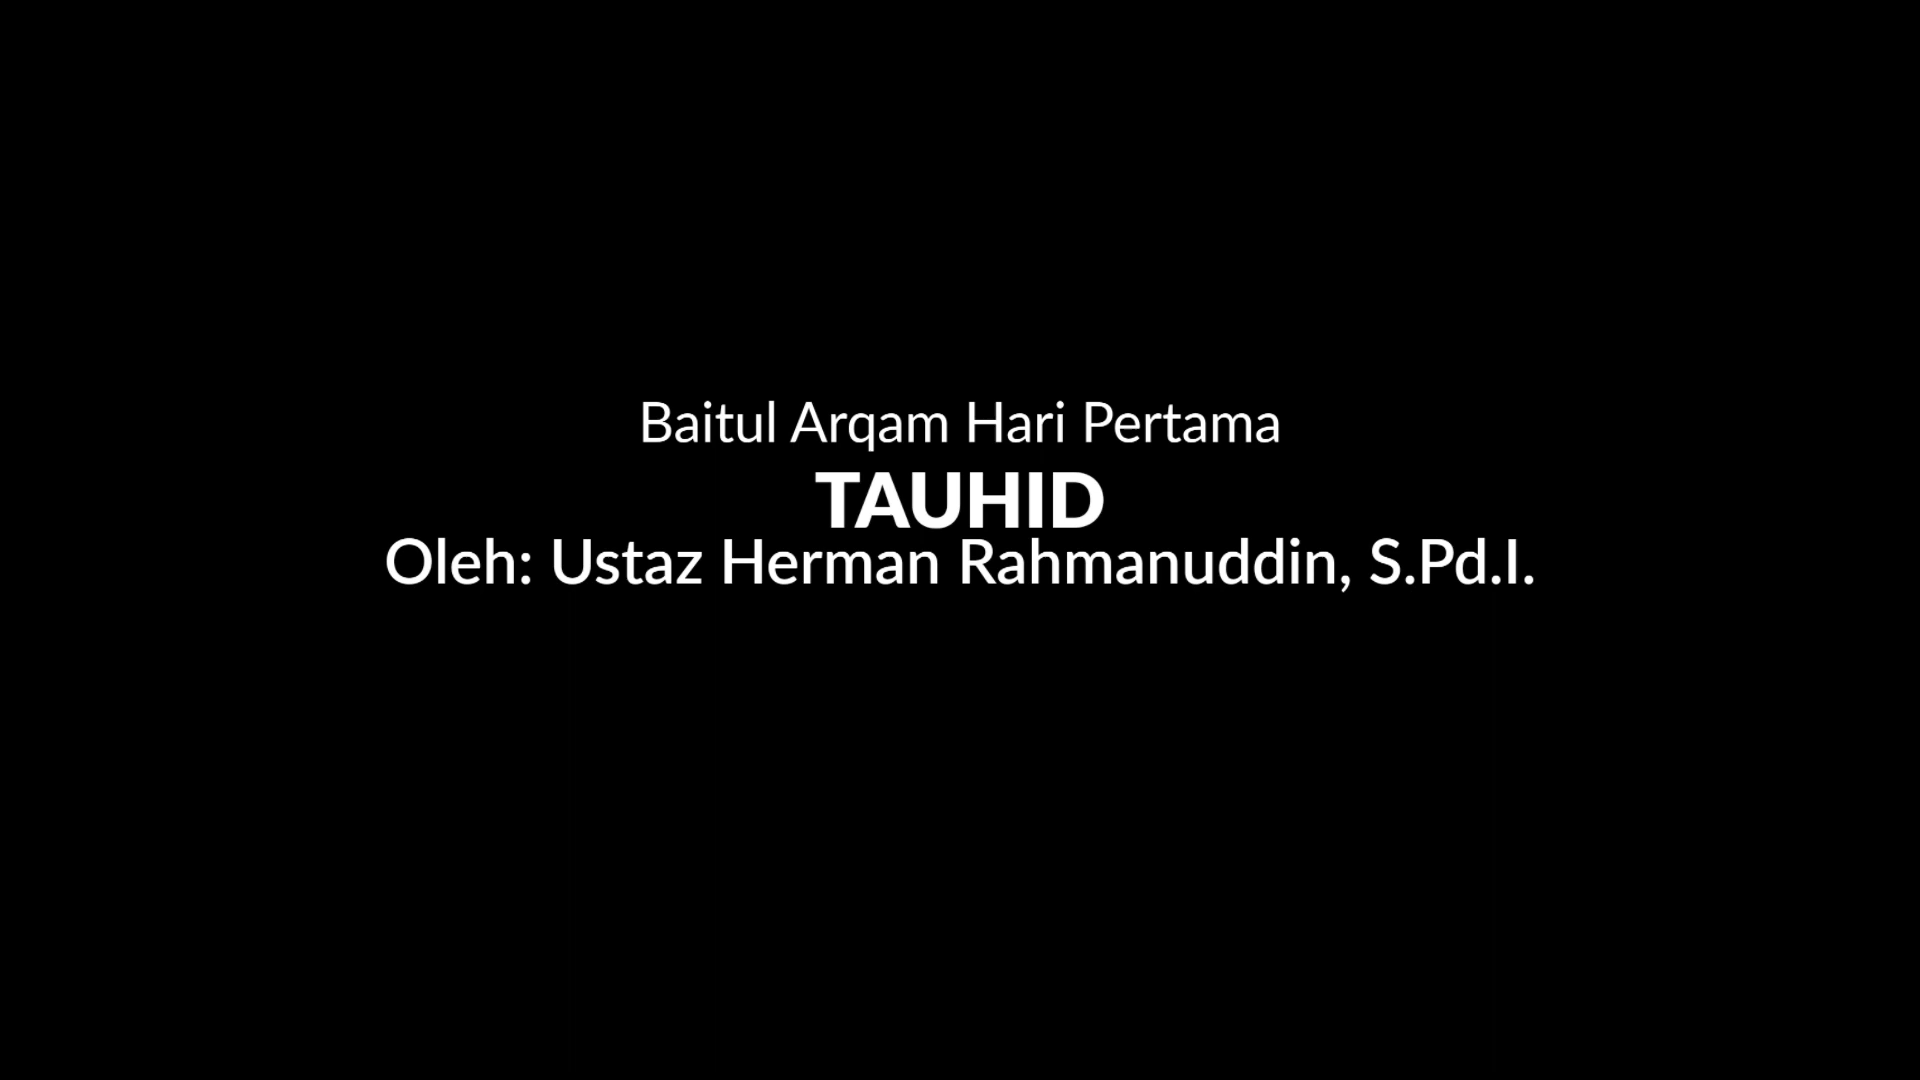 Baitul Arqam Hari Pertama
TAUHID
Oleh: Ustaz Herman Rahmanuddin, S.Pd.I.